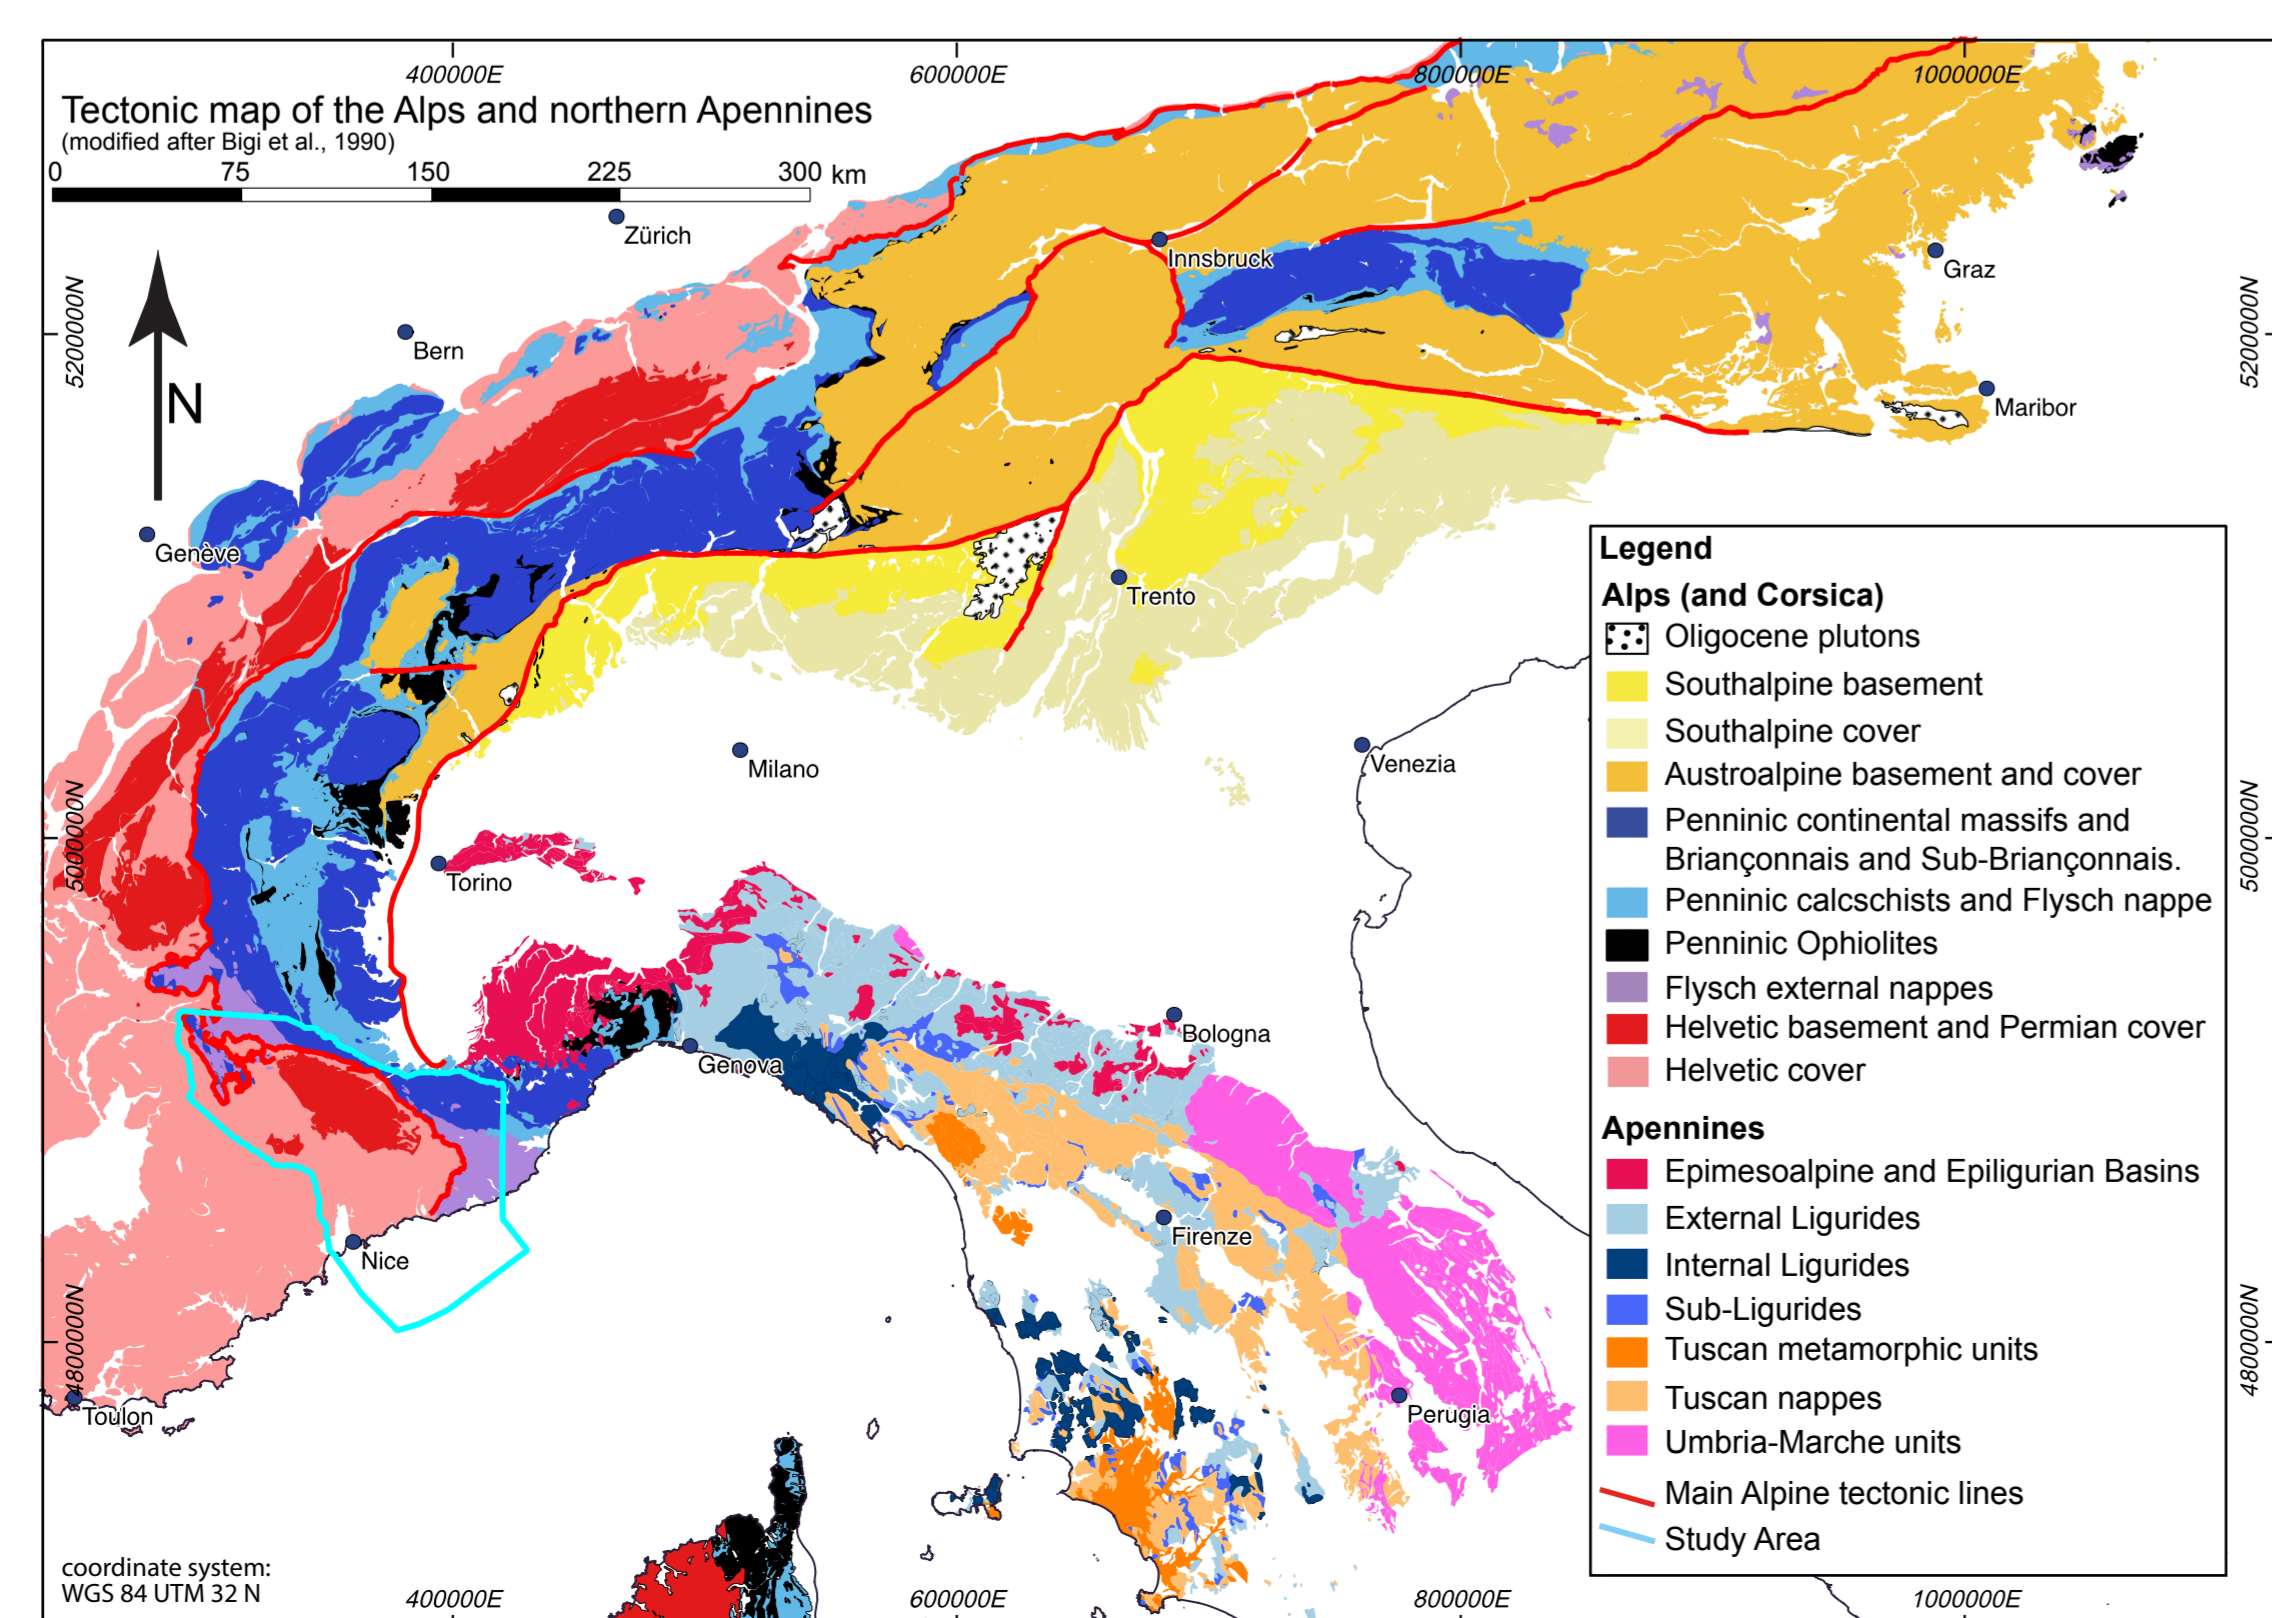 400000E
600000E
800000E
1000000E
Tectonic map of the Alps and northern Apennines
(modified after Bigi et al., 1990)
0 75 150 225 300 km
Zürich
Innsbruck
Graz
5200000N
5200000N
Bern
N
Maribor
Genève
Trento
Milano
Venezia
5000000N
5000000N
Torino
Genova
Bologna
Firenze
Nice
4800000N
4800000N
Toulon
Perugia
Legend
Alps (and Corsica)
Oligocene plutons
Southalpine basement
Southalpine cover
Austroalpine basement and cover
Penninic continental massifs and
Briançonnais and Sub-Briançonnais.
Penninic calcschists and Flysch nappe
Penninic Ophiolites
Flysch external nappes
Helvetic basement and Permian cover
Helvetic cover
Apennines
Epimesoalpine and Epiligurian Basins
External Ligurides
Internal Ligurides
Sub-Ligurides
Tuscan metamorphic units
Tuscan nappes
Umbria-Marche units
Main Alpine tectonic lines
Study Area
coordinate system:
WGS 84 UTM 32 N
400000E
600000E
800000E
1000000E